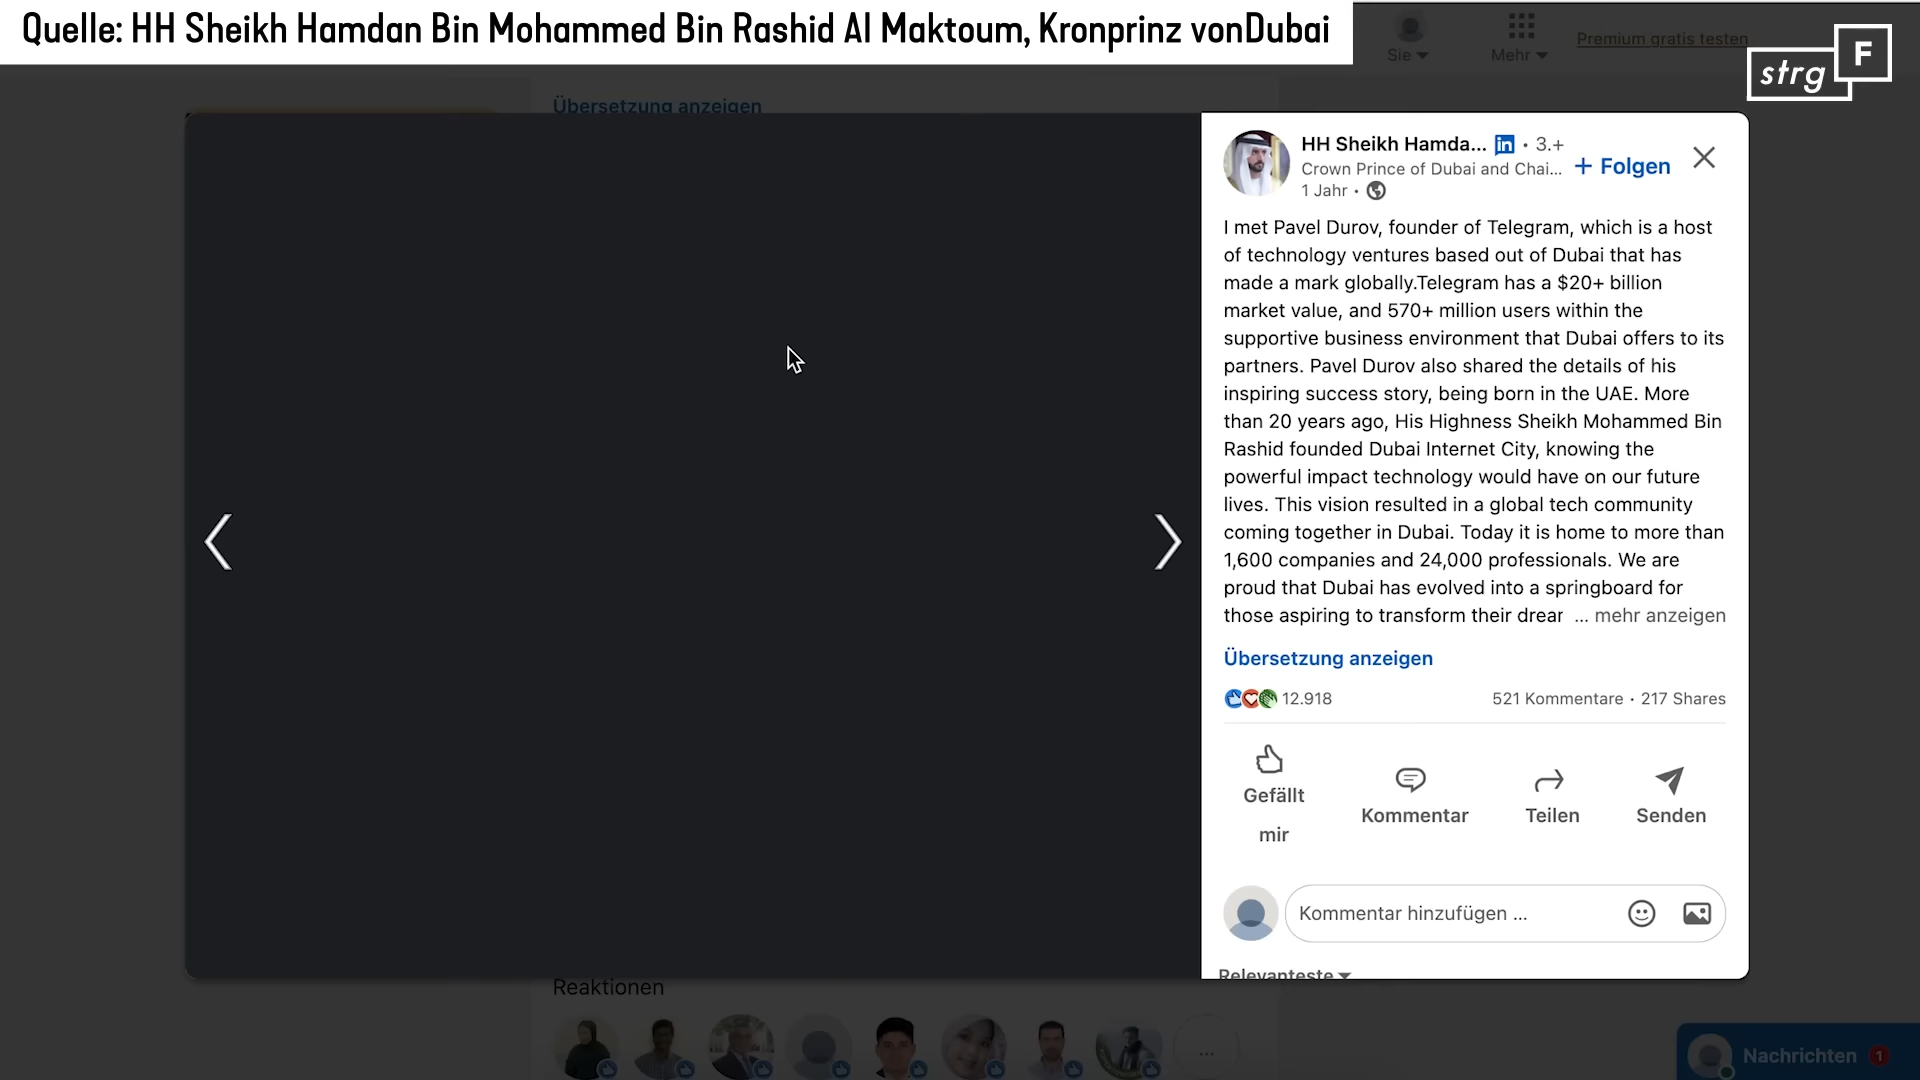 Quelle: HH Sheikh Hamdan Bin Mohammed Bin Rashid Al Maktoum, Kronprinz vonDubai
Sie
Mehr
Premium gratis testen
strg F
Übersetzung anzeigen
HH Sheikh Hamda... in • 3.+
Crown Prince of Dubai and Chai...
1 Jahr •
+ Folgen
I met Pavel Durov, founder of Telegram, which is a host
of technology ventures based out of Dubai that has
made a mark globally.Telegram has a $20+ billion
market value, and 570+ million users within the
supportive business environment that Dubai offers to its
partners. Pavel Durov also shared the details of his
inspiring success story, being born in the UAE. More
than 20 years ago, His Highness Sheikh Mohammed Bin
Rashid founded Dubai Internet City, knowing the
powerful impact technology would have on our future
lives. This vision resulted in a global tech community
coming together in Dubai. Today it is home to more than
1,600 companies and 24,000 professionals. We are
proud that Dubai has evolved into a springboard for
those aspiring to transform their drear ... mehr anzeigen
Übersetzung anzeigen
12.918
521 Kommentare • 217 Shares
Gefällt
mir
Kommentar
Teilen
Senden
Kommentar hinzufügen ...
Relevanteste
Reaktionen
...
Nachrichten 1